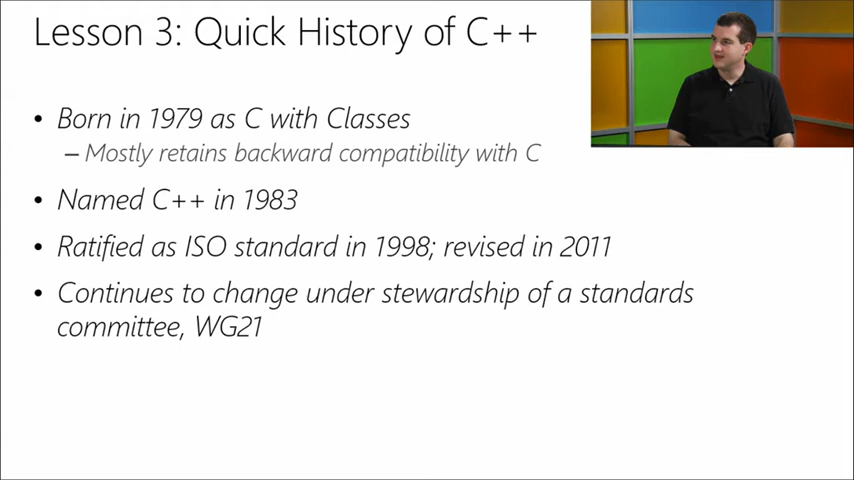 Lesson 3: Quick History of C++
• Born in 1979 as C with Classes
– Mostly retains backward compatibility with C
• Named C++ in 1983
• Ratified as ISO standard in 1998; revised in 2011
• Continues to change under stewardship of a standards
committee, WG21